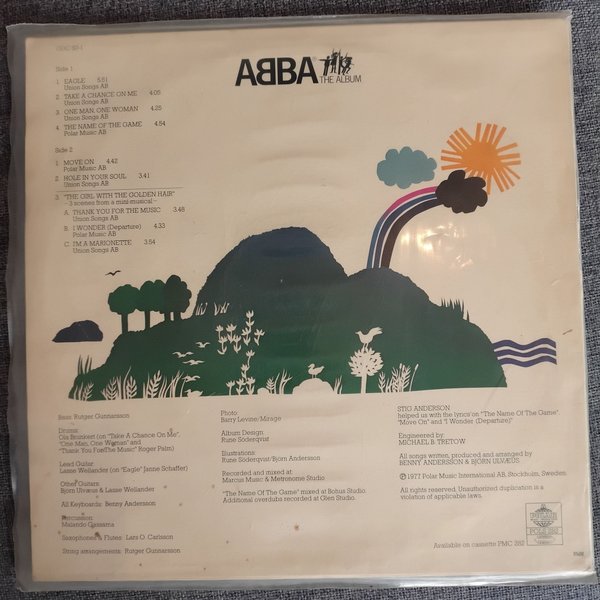 ABBA
THE ALBUM
Side 1
1. EAGLE 5.51
Union Songs AB
2. TAKE A CHANCE ON ME 4.05
Union Songs AB
3. ONE MAN, ONE WOMAN 4.25
Union Songs AB
4. THE NAME OF THE GAME 4.54
Polar Music AB
Side 2
1. MOVE ON 4.42
Polar Music AB
2. HOLE IN YOUR SOUL 3.41
Union Songs AB
3. "THE GIRL WITH THE GOLDEN HAIR"
–3 scenes from a mini-musical–
A. THANK YOU FOR THE MUSIC 3.48
Union Songs AB
B. I WONDER (Departure) 4.33
Polar Music AB
C. I'M A MARIONETTE 3.54
Union Songs AB
Bass: Rutger Gunnarsson
Drums:
Ola Brunkert (on "Take A Chance On Me",
"One Man, One Woman" and
"Thank You For The Music" Roger Palm)
Lead Guitar
Lasse Wellander (on "Eagle" Janne Schaffer)
Other Guitars
Björn Ulvæus & Lasse Wellander
All Keyboards: Benny Andersson
Percussion
Malando Gassama
Saxophones & Flutes: Lars O. Carlsson
String arrangements: Rutger Gunnarsson
Photo
Barry Levine/Mirage
Album Design
Rune Söderqvist
Illustrations:
Rune Söderqvist/Björn Andersson
Recorded and mixed at
Marcus Music & Metronome Studio
"The Name Of The Game" mixed at Bohus Studio.
Additional overdubs recorded at Glen Studio.
STIG ANDERSON
helped us with the lyrics on "The Name Of The Game"
"Move On" and "I Wonder (Departure)"
Engineered by:
MICHAEL B. TRETOW
All songs written, produced and arranged by
BENNY ANDERSSON & BJÖRN ULVÆUS
℗ 1977 Polar Music International AB, Stockholm, Sweden.
All rights reserved. Unauthorized duplication is a
violation of applicable laws.
POLAR
POLS 282
Available on cassette PMC 282